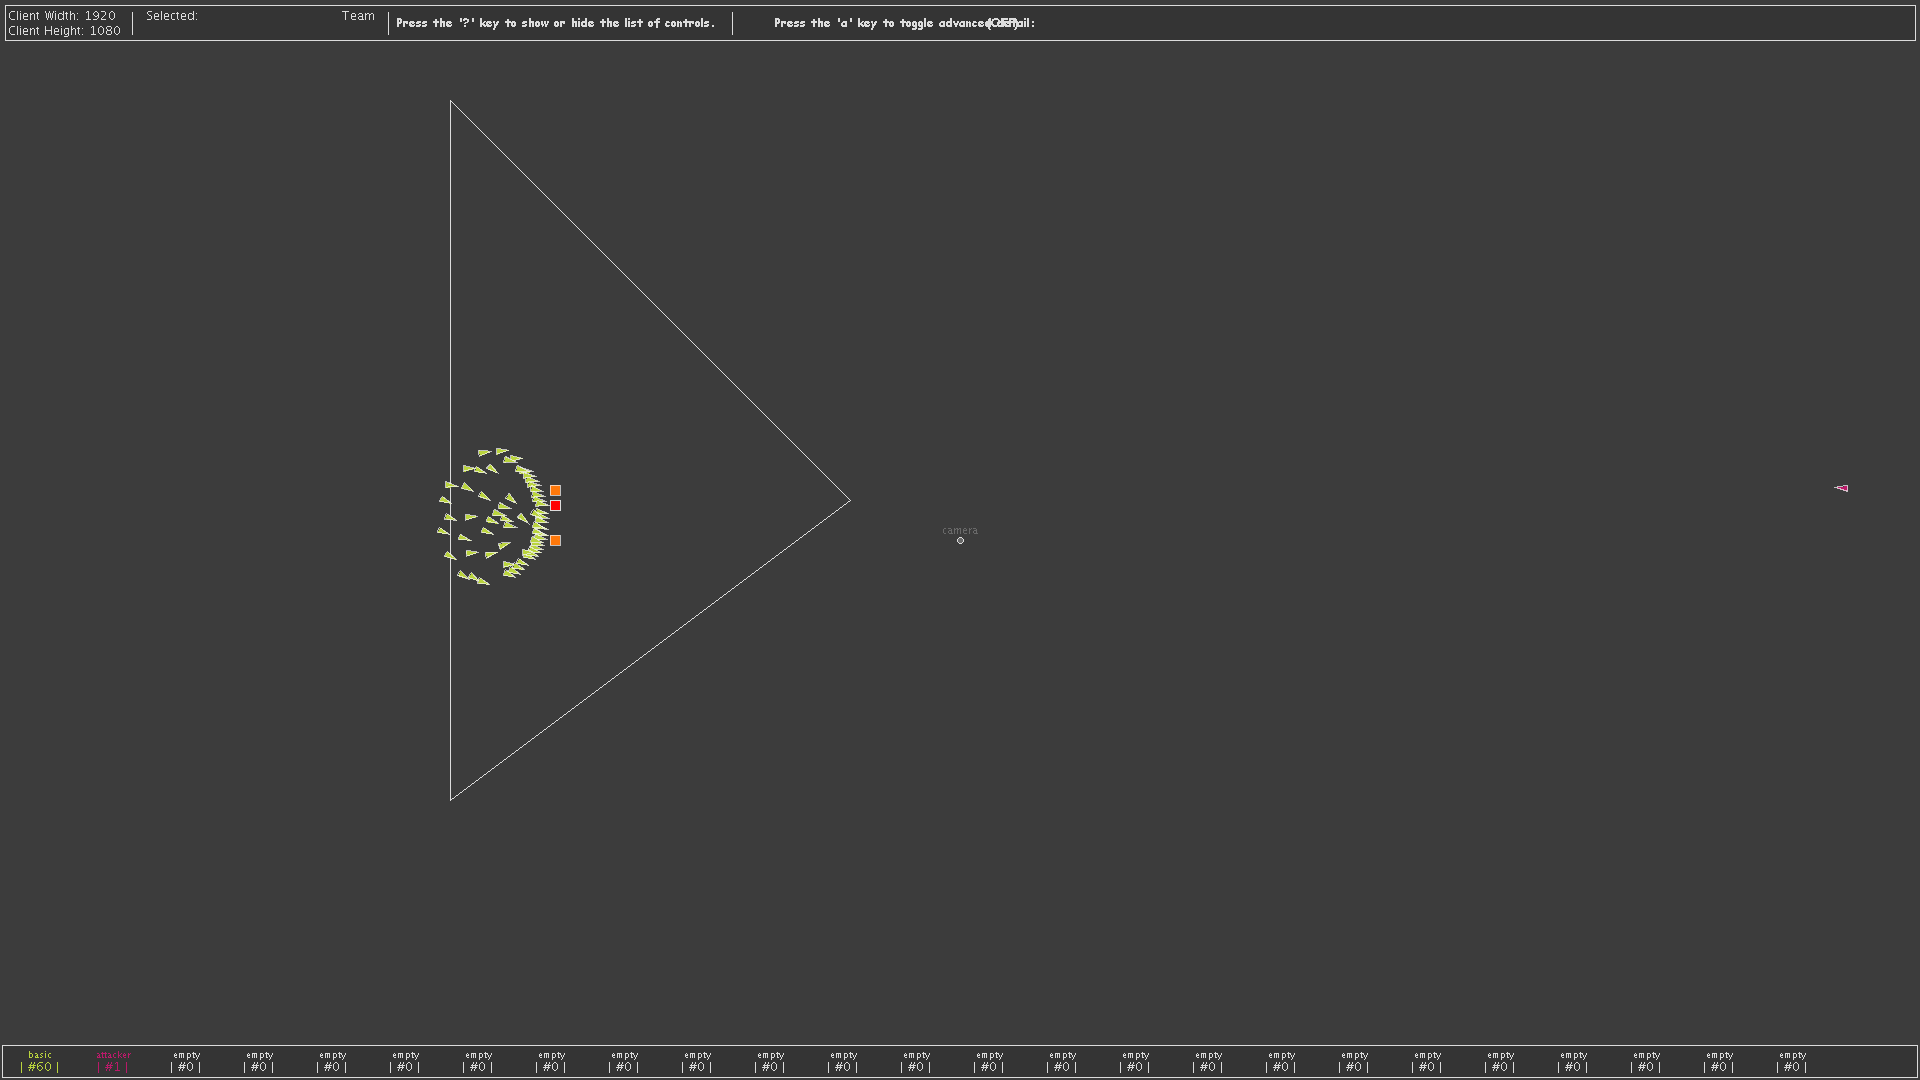 Client Width: 1920
Client Height: 1080
Selected:
Team
Press the '?' key to show or hide the list of controls.
Press the 'a' key to toggle advanced detail:
(OFF)
camera
basic
| #60 |
attacker
| #1 |
empty
| #0 |
empty
| #0 |
empty
| #0 |
empty
| #0 |
empty
| #0 |
empty
| #0 |
empty
| #0 |
empty
| #0 |
empty
| #0 |
empty
| #0 |
empty
| #0 |
empty
| #0 |
empty
| #0 |
empty
| #0 |
empty
| #0 |
empty
| #0 |
empty
| #0 |
empty
| #0 |
empty
| #0 |
empty
| #0 |
empty
| #0 |
empty
| #0 |
empty
| #0 |